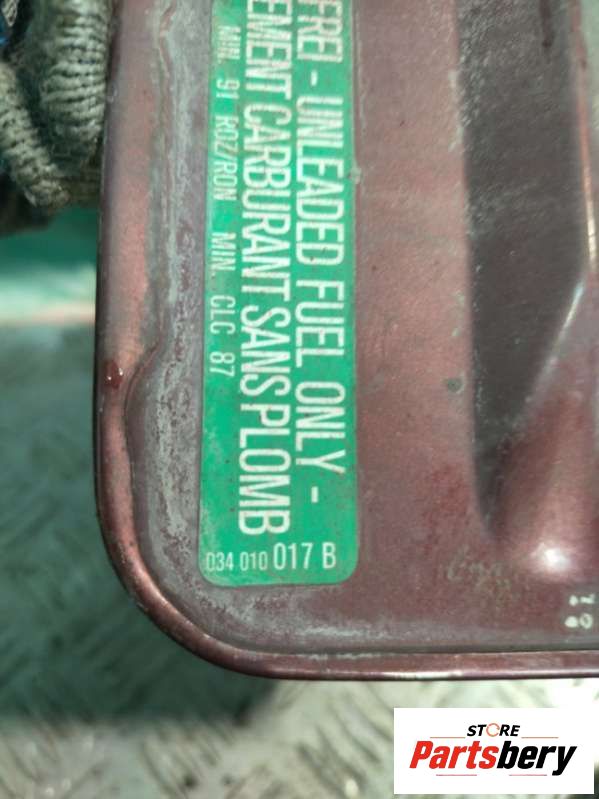 FREI - UNLEADED FUEL ONLY -
EMENT CARBURANT SANS PLOMB
MIN. 91 ROZ/RON MIN. CLC 87
034 010 017 B
STORE
Partsbery